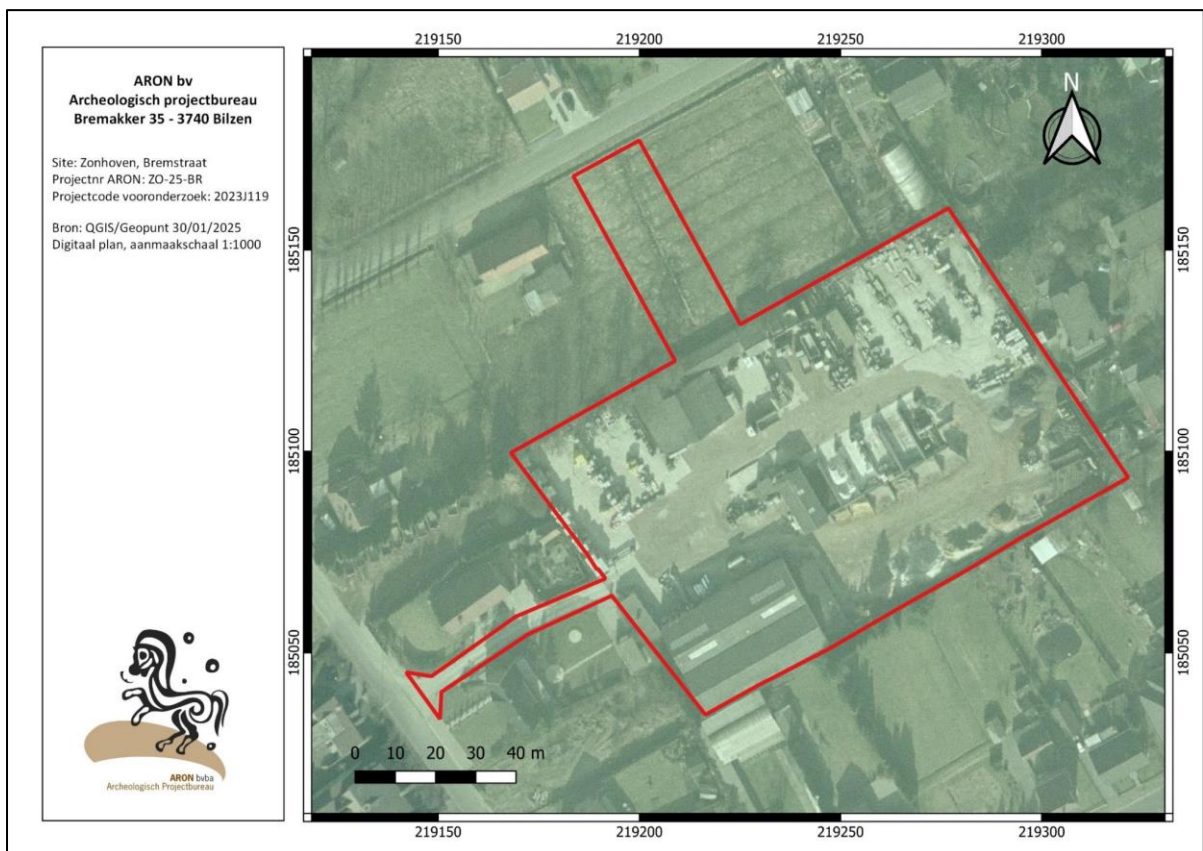 ARON bv
Archeologisch projectbureau
Bremakker 35 - 3740 Bilzen
Site: Zonhoven, Bremstraat
Projectnr ARON: ZO-25-BR
Projectcode vooronderzoek: 2023J119
Bron: QGIS/Geopunt 30/01/2025
Digitaal plan, aanmaakschaal 1:1000
ARON bvba
Archeologisch Projectbureau
219150 219200 219250 219300
N
185150 185150
185100 185100
185050 185050
0 10 20 30 40 m
219150 219200 219250 219300